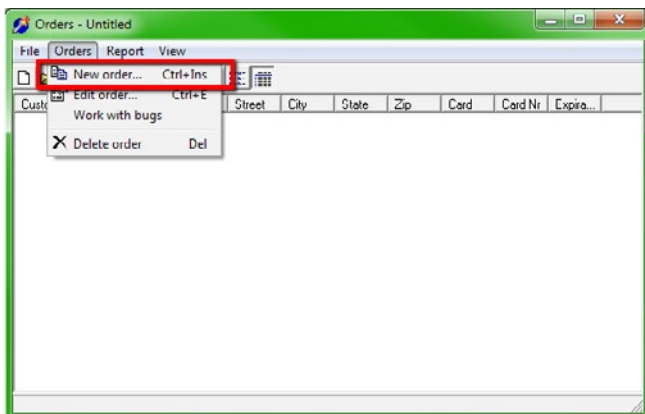 Orders - Untitled
File Orders Report View
New order... Ctrl+Ins
Edit order... Ctrl+E
Work with bugs
Delete order Del
Street City State Zip Card Card Nr Expira...